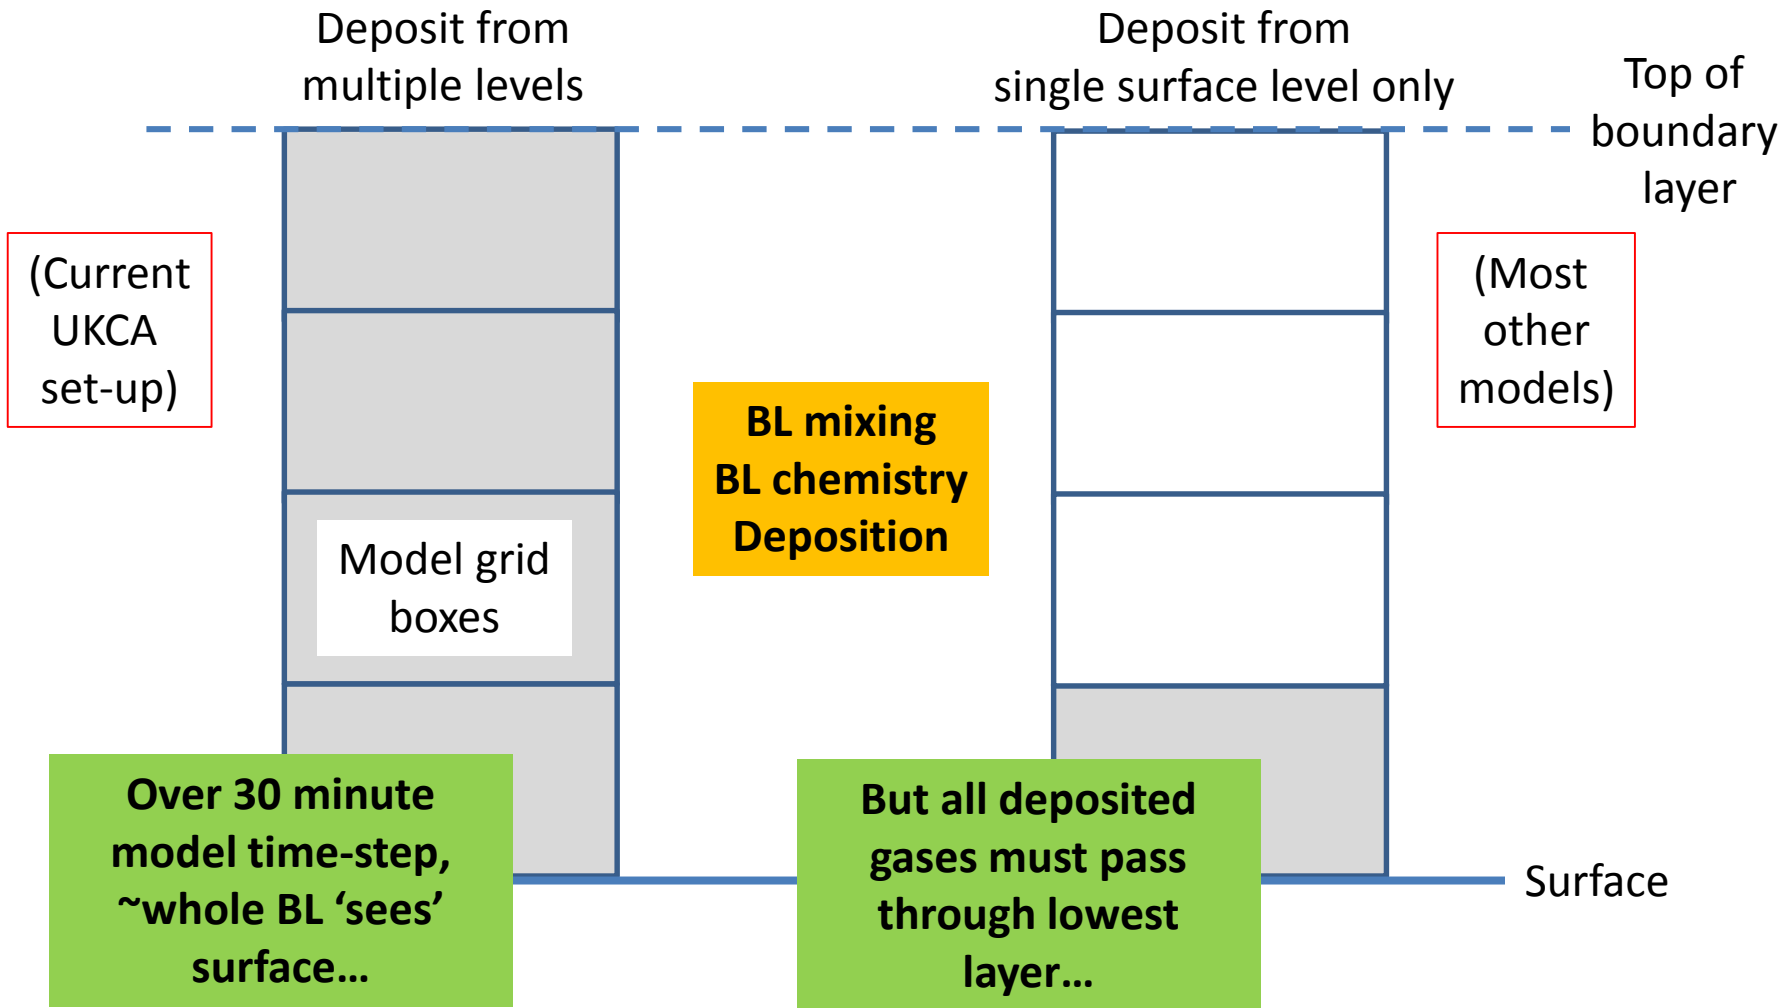 Deposit from
multiple levels
Deposit from
single surface level only
Top of
boundary
layer
(Current
UKCA
set-up)
(Most
other
models)
BL mixing
BL chemistry
Deposition
Model grid
boxes
Over 30 minute
model time-step,
~whole BL ‘sees’
surface…
But all deposited
gases must pass
through lowest
layer…
Surface